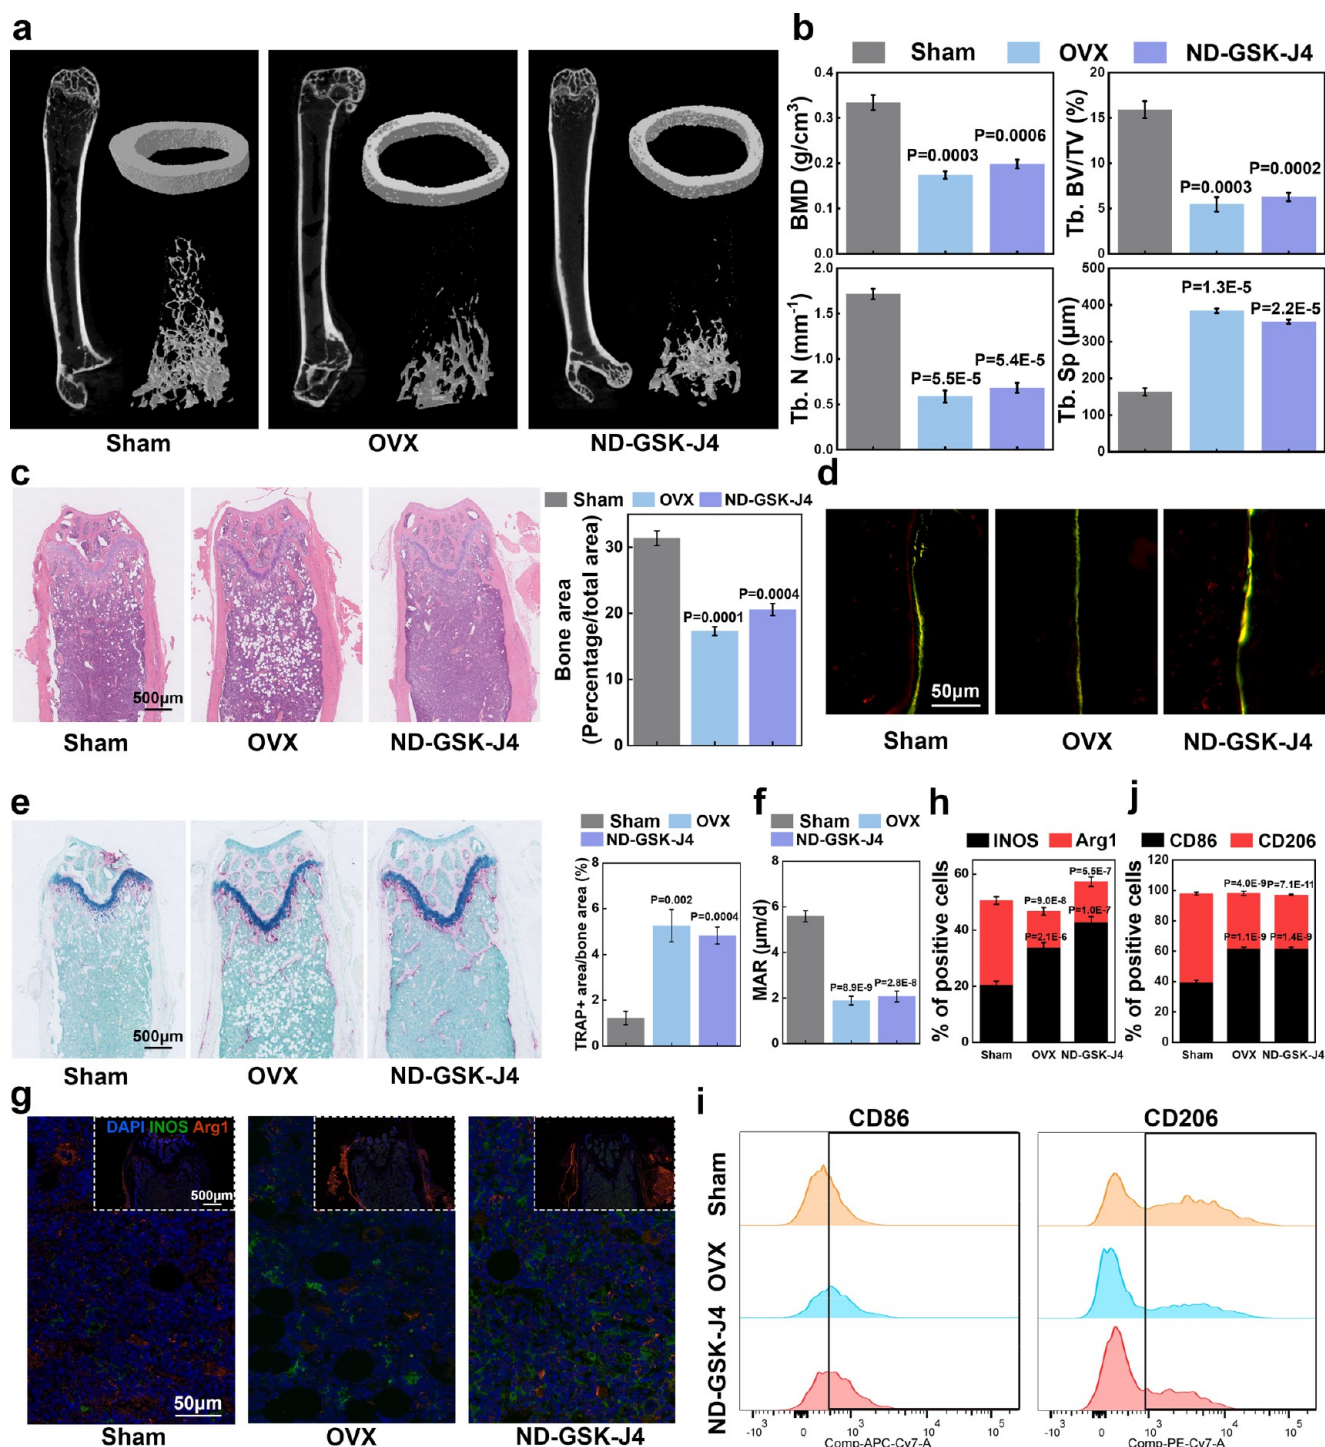 a
Sham
OVX
ND-GSK-J4
b
Sham OVX ND-GSK-J4
BMD (g/cm³)
0.4
0.3
0.2
0.1
0.0
P=0.0003
P=0.0006
Tb. BV/TV (%)
20
15
10
5
0
P=0.0003
P=0.0002
Tb. N (mm⁻¹)
2.0
1.5
1.0
0.5
0.0
P=5.5E-5
P=5.4E-5
Tb. Sp (μm)
500
400
300
200
100
0
P=1.3E-5
P=2.2E-5
c
500μm
Sham
OVX
ND-GSK-J4
Sham OVX ND-GSK-J4
Bone area
(Percentage/total area)
30
20
10
0
P=0.0001
P=0.0004
d
50μm
Sham
OVX
ND-GSK-J4
e
500μm
Sham
OVX
ND-GSK-J4
Sham OVX
ND-GSK-J4
TRAP+ area/bone area (%)
8
6
4
2
0
P=0.002
P=0.0004
f
Sham OVX
ND-GSK-J4
MAR (μm/d)
8
6
4
2
0
P=8.9E-9
P=2.8E-8
h
INOS Arg1
% of positive cells
60
40
20
0
P=9.0E-8
P=5.5E-7
P=2.1E-6
P=1.0E-7
Sham OVX ND-GSK-J4
j
CD86 CD206
% of positive cells
120
100
80
60
40
20
0
P=4.0E-9
P=7.1E-11
P=1.1E-9
P=1.4E-9
Sham OVX ND-GSK-J4
g
DAPI INOS Arg1
500μm
50μm
Sham
OVX
ND-GSK-J4
i
CD86
CD206
Sham
OVX
ND-GSK-J4
-10³ 0 10³ 10⁴ 10⁵
Comp-APC-Cy7-A
-10³ 0 10³ 10⁴ 10⁵
Comp-PE-Cy7-A